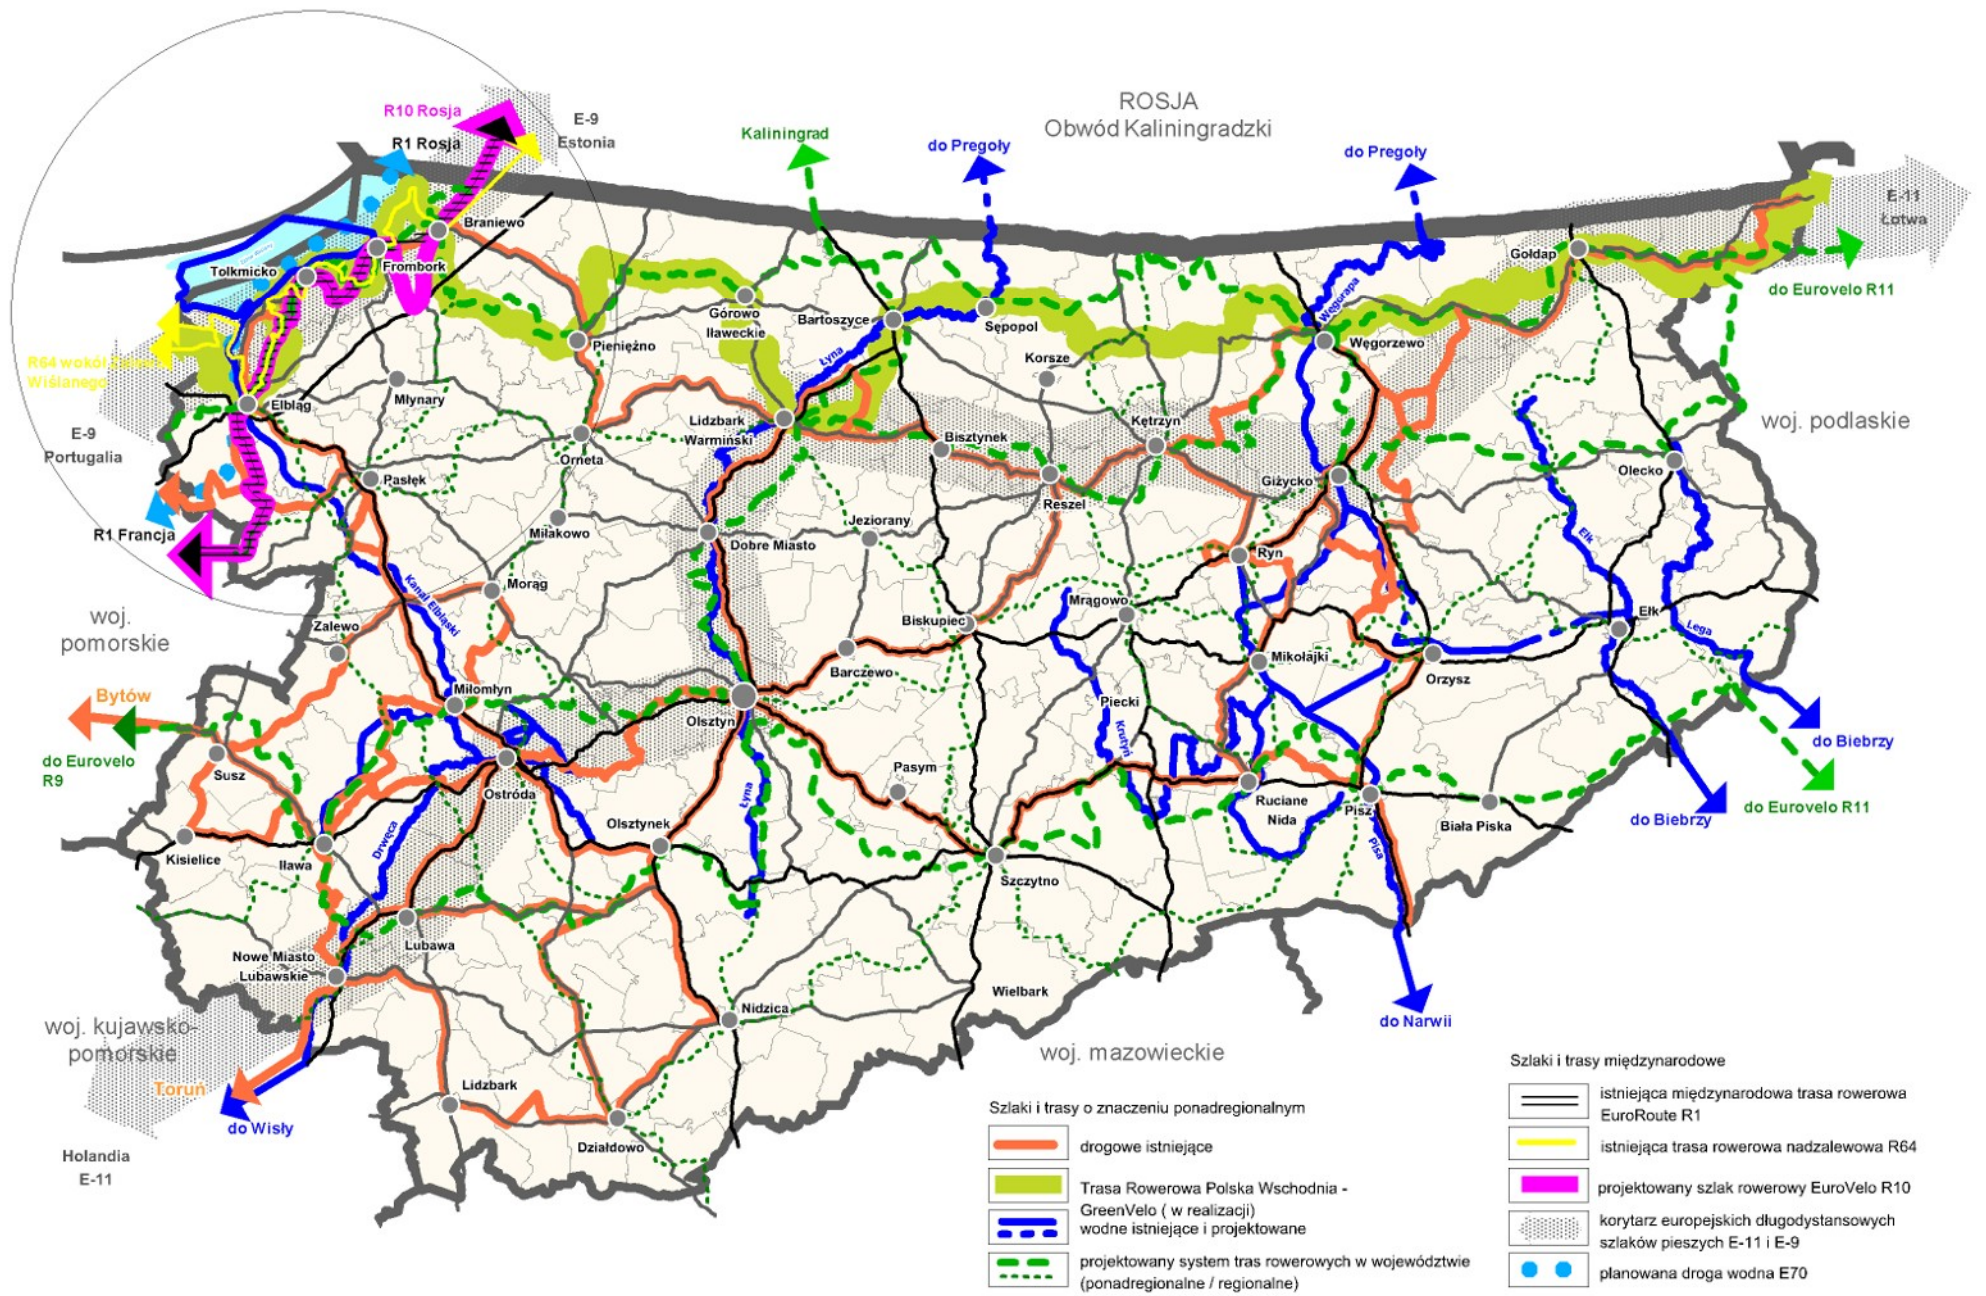 R10 Rosja
E-9
Estonia
R1 Rosja
Kaliningrad
do Pregoły
ROSJA
Obwód Kaliningradzki
do Pregoły
E-11
Łotwa
Braniewo
Frombork
Tolkmicko
Gołdap
do Eurovelo R11
Górowo
Iławeckie
Bartoszyce
Sępopol
Węgorapa
Węgorzewo
Pieniężno
Łyna
Korsze
R64 wokół Zalewu
Wiślanego
Elbląg
Młynary
E-9
Portugalia
Lidzbark
Warmiński
Kętrzyn
woj. podlaskie
Bisztynek
Orneta
Olecko
Pasłęk
Giżycko
Reszel
R1 Francja
Miłakowo
Jeziorany
Dobre Miasto
Ełk
Ryn
Morąg
Kanał Elbląski
woj.
pomorskie
Zalewo
Mrągowo
Biskupiec
Ełk
Lega
Barczewo
Mikołajki
Orzysz
Bytów
Miłomłyn
Olsztyn
Piecki
Krutyń
do Biebrzy
do Eurovelo
R9
Susz
Ostróda
Pasym
Łyna
Ruciane
Nida
Pisz
Biała Piska
do Biebrzy
do Eurovelo R11
Olsztynek
Drwęca
Kisielice
Iława
Pisa
Szczytno
Lubawa
Nowe Miasto
Lubawskie
Wielbark
Nidzica
do Narwii
woj. kujawsko-
pomorskie
woj. mazowieckie
Toruń
do Wisły
Lidzbark
Działdowo
Holandia
E-11
Szlaki i trasy o znaczeniu ponadregionalnym
drogowe istniejące
Trasa Rowerowa Polska Wschodnia -
GreenVelo ( w realizacji)
wodne istniejące i projektowane
projektowany system tras rowerowych w województwie
(ponadregionalne / regionalne)
Szlaki i trasy międzynarodowe
istniejąca międzynarodowa trasa rowerowa
EuroRoute R1
istniejąca trasa rowerowa nadzalewowa R64
projektowany szlak rowerowy EuroVelo R10
korytarz europejskich długodystansowych
szlaków pieszych E-11 i E-9
planowana droga wodna E70